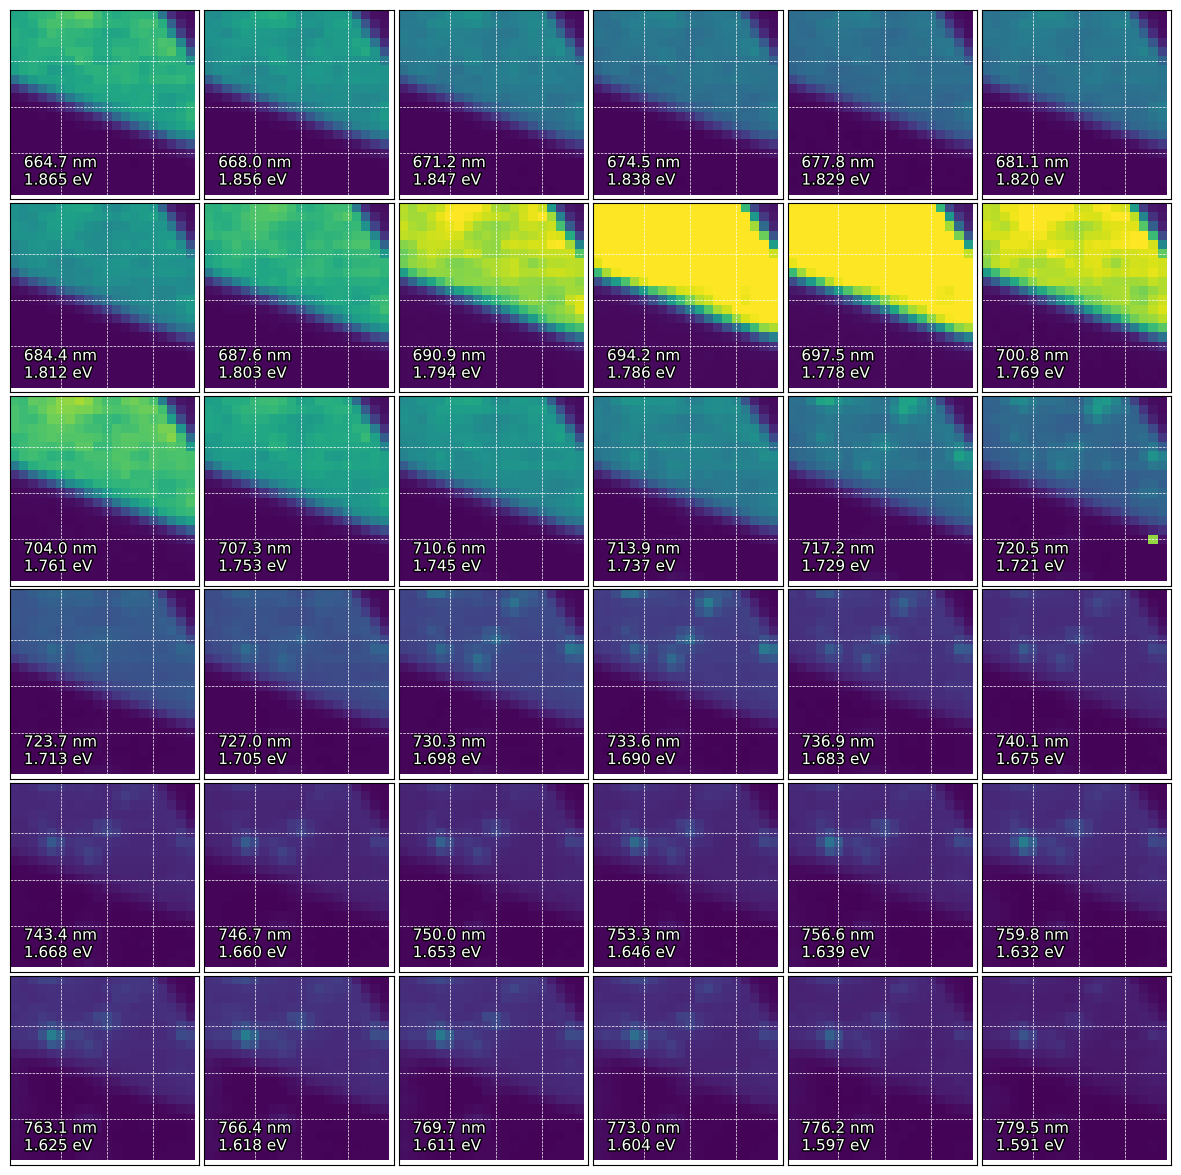 664.7 nm
1.865 eV
668.0 nm
1.856 eV
671.2 nm
1.847 eV
674.5 nm
1.838 eV
677.8 nm
1.829 eV
681.1 nm
1.820 eV
684.4 nm
1.812 eV
687.6 nm
1.803 eV
690.9 nm
1.794 eV
694.2 nm
1.786 eV
697.5 nm
1.778 eV
700.8 nm
1.769 eV
704.0 nm
1.761 eV
707.3 nm
1.753 eV
710.6 nm
1.745 eV
713.9 nm
1.737 eV
717.2 nm
1.729 eV
720.5 nm
1.721 eV
723.7 nm
1.713 eV
727.0 nm
1.705 eV
730.3 nm
1.698 eV
733.6 nm
1.690 eV
736.9 nm
1.683 eV
740.1 nm
1.675 eV
743.4 nm
1.668 eV
746.7 nm
1.660 eV
750.0 nm
1.653 eV
753.3 nm
1.646 eV
756.6 nm
1.639 eV
759.8 nm
1.632 eV
763.1 nm
1.625 eV
766.4 nm
1.618 eV
769.7 nm
1.611 eV
773.0 nm
1.604 eV
776.2 nm
1.597 eV
779.5 nm
1.591 eV